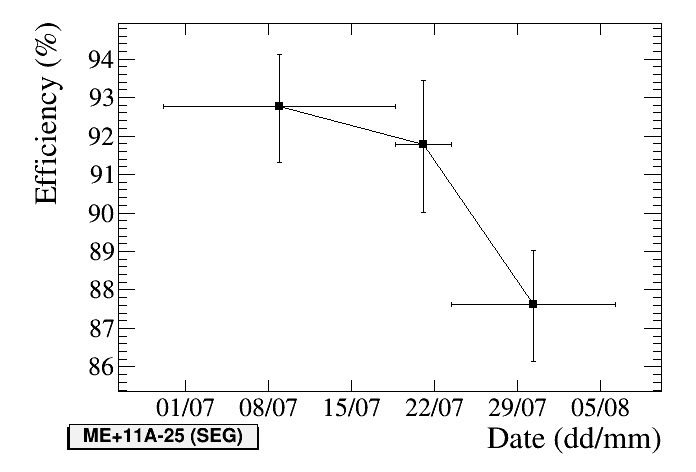 Efficiency (%)
94
93
92
91
90
89
88
87
86
01/07 08/07 15/07 22/07 29/07 05/08
ME+11A-25 (SEG)
Date (dd/mm)